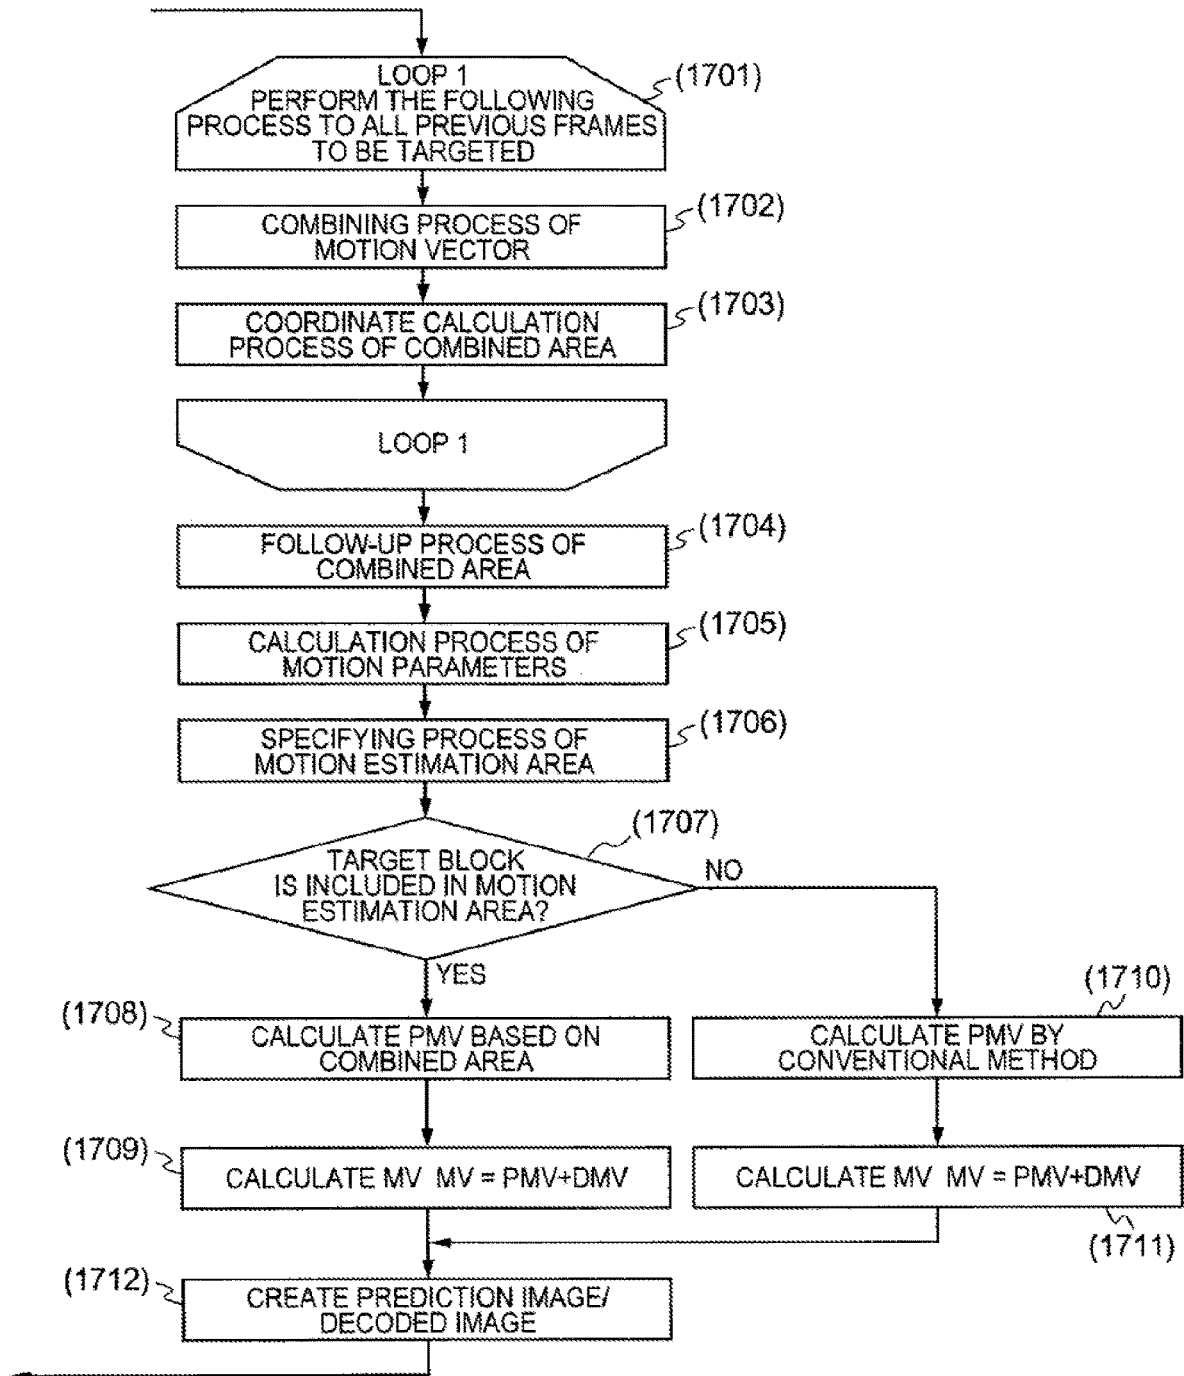 LOOP 1
PERFORM THE FOLLOWING
PROCESS TO ALL PREVIOUS FRAMES
TO BE TARGETED
(1701)
COMBINING PROCESS OF
MOTION VECTOR
(1702)
COORDINATE CALCULATION
PROCESS OF COMBINED AREA
(1703)
LOOP 1
FOLLOW-UP PROCESS OF
COMBINED AREA
(1704)
CALCULATION PROCESS OF
MOTION PARAMETERS
(1705)
SPECIFYING PROCESS OF
MOTION ESTIMATION AREA
(1706)
TARGET BLOCK
IS INCLUDED IN MOTION
ESTIMATION AREA?
(1707)
NO
YES
(1708)
CALCULATE PMV BASED ON
COMBINED AREA
(1710)
CALCULATE PMV BY
CONVENTIONAL METHOD
(1709)
CALCULATE MV MV = PMV+DMV
CALCULATE MV MV = PMV+DMV
(1711)
(1712)
CREATE PREDICTION IMAGE/
DECODED IMAGE